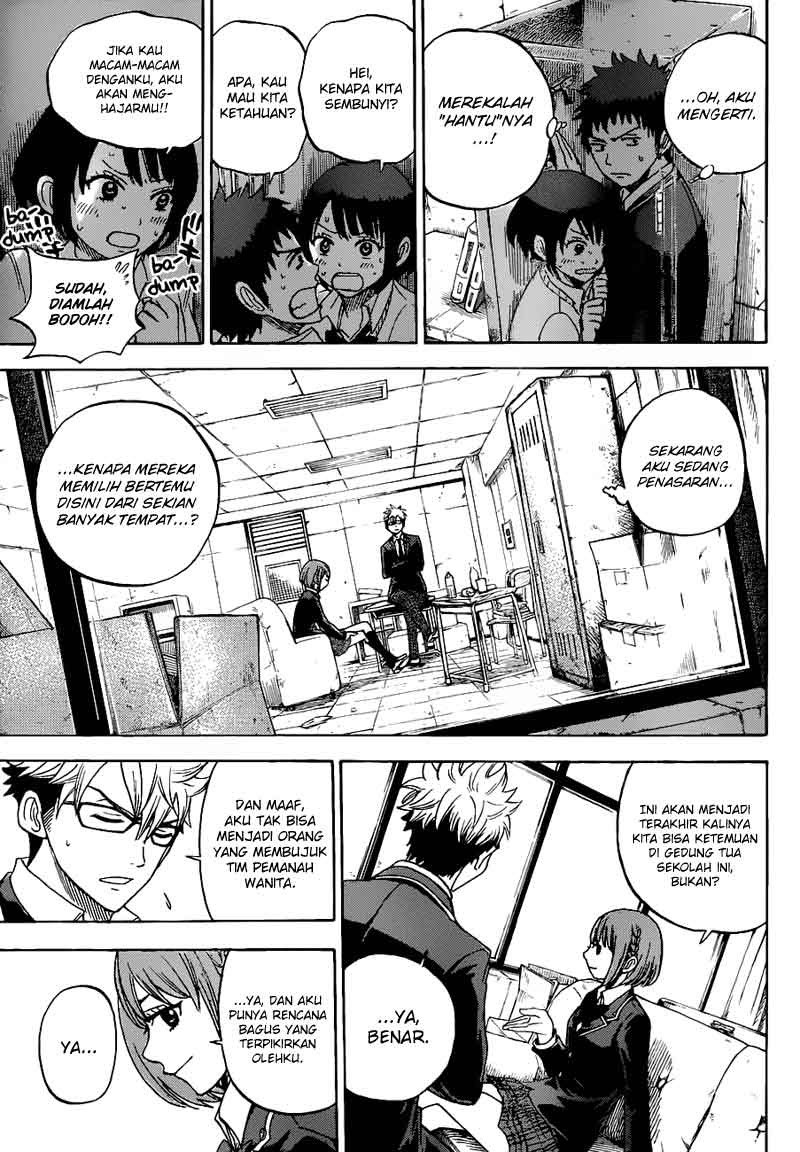 ...OH, AKU
MENGERTI.
MEREKALAH
"HANTU"NYA
...!
HEI,
KENAPA KITA
SEMBUNYI?
APA, KAU
MAU KITA
KETAHUAN?
JIKA KAU
MACAM-MACAM
DENGANKU, AKU
AKAN MENG-
HAJARMU!!
ba-
dump
ba-
dump
SUDAH,
DIAMLAH
BODOH!!
SEKARANG
AKU SEDANG
PENASARAN...
...KENAPA MEREKA
MEMILIH BERTEMU
DISINI DARI SEKIAN
BANYAK TEMPAT...?
INI AKAN MENJADI
TERAKHIR KALINYA
KITA BISA KETEMUAN
DI GEDUNG TUA
SEKOLAH INI,
BUKAN?
...YA,
BENAR.
DAN MAAF,
AKU TAK BISA
MENJADI ORANG
YANG MEMBUJUK
TIM PEMANAH
WANITA.
...YA, DAN AKU
PUNYA RENCANA
BAGUS YANG
TERPIKIRKAN
OLEHKU.
YA...